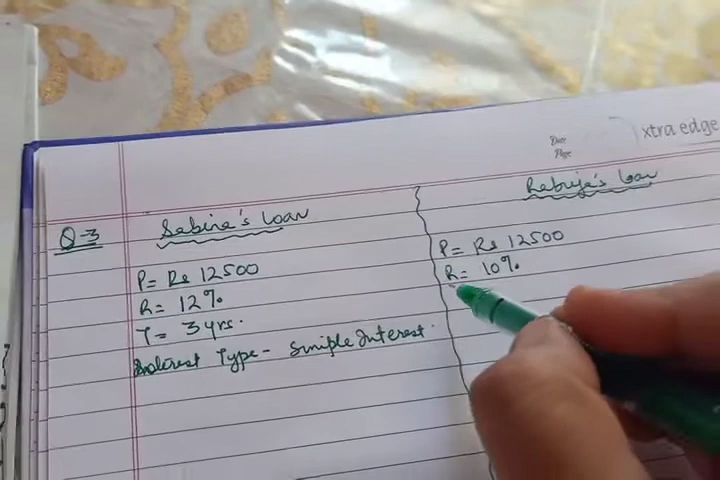 Date
Page
xtra edge
Q-3
Sabina's Loan
P = Rs 12500
R = 12%
T = 3 yrs.
Interest Type - Simple Interest.
Loan
P = Rs 12500
R = 10%